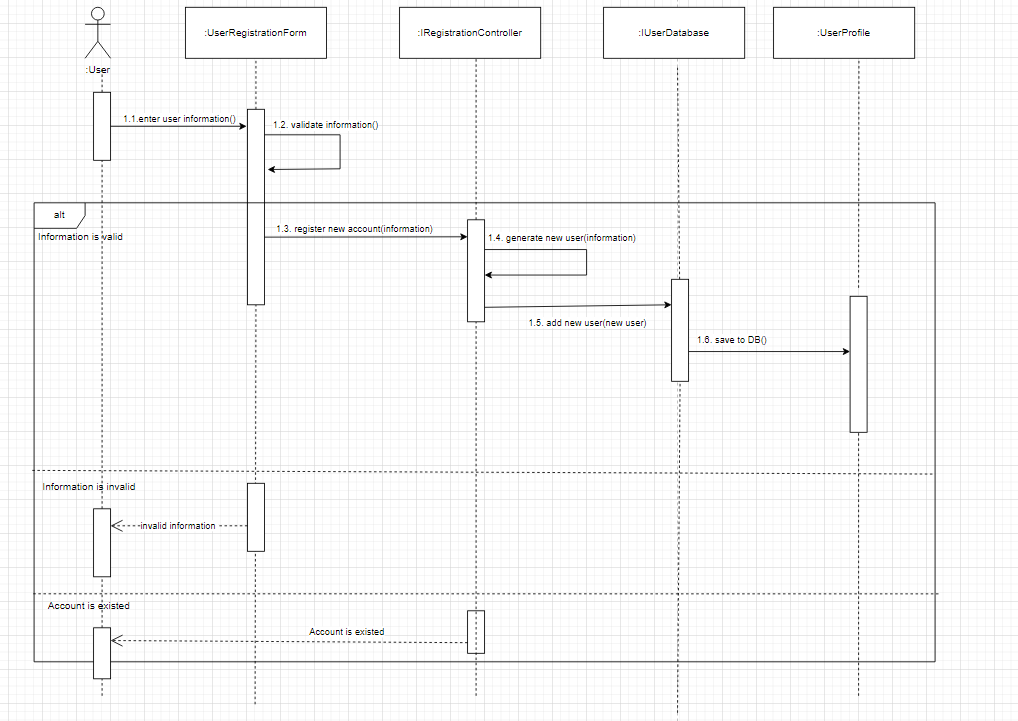 :User
:UserRegistrationForm
:IRegistrationController
:IUserDatabase
:UserProfile
1.1.enter user information()
1.2. validate information()
alt
Information is valid
1.3. register new account(information)
1.4. generate new user(information)
1.5. add new user(new user)
1.6. save to DB()
Information is invalid
invalid information
Account is existed
Account is existed